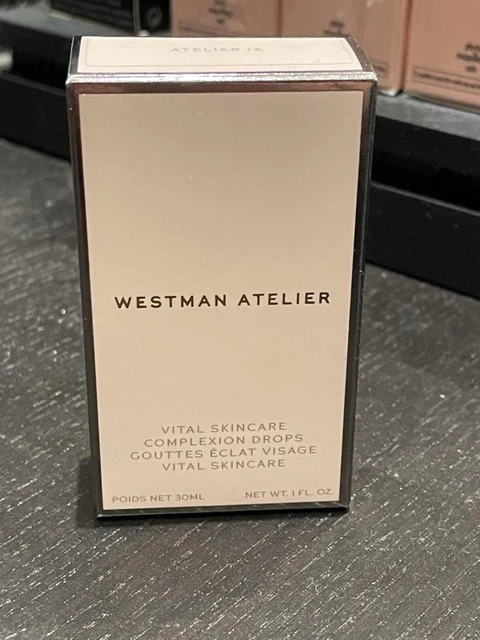 ATELIER IX
WESTMAN ATELIER
VITAL SKINCARE
COMPLEXION DROPS
GOUTTES ÉCLAT VISAGE
VITAL SKINCARE
POIDS NET 30ML NET WT. 1 FL. OZ.